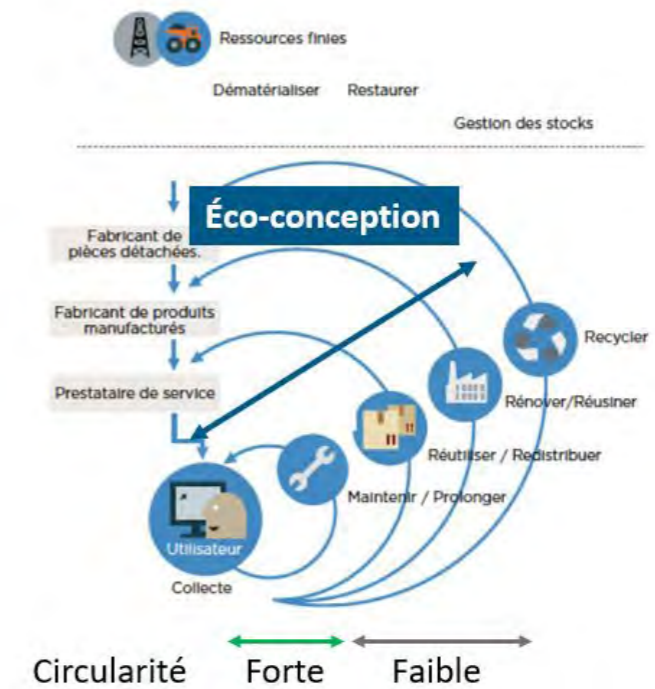 Ressources finies
Dématérialiser Restaurer
Gestion des stocks
Éco-conception
Fabricant de
pièces détachées.
Fabricant de produits
manufacturés
Recycler
Prestataire de service
Rénover/Réusiner
Réutiliser / Redistribuer
Maintenir / Prolonger
Utilisateur
Collecte
Circularité Forte Faible